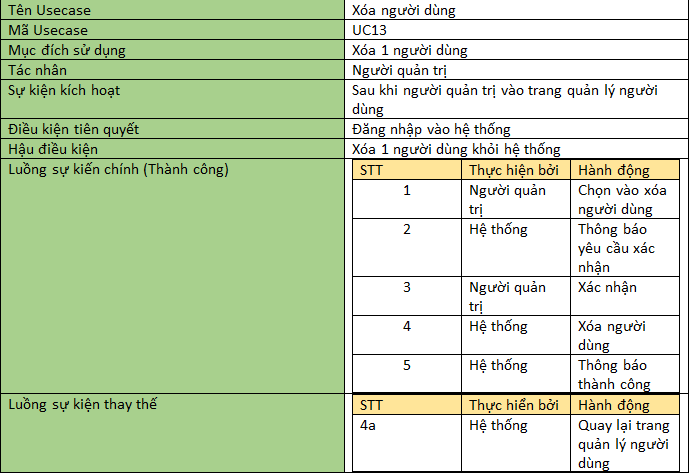 Tên Usecase
Xóa người dùng
Mã Usecase
UC13
Mục đích sử dụng
Xóa 1 người dùng
Tác nhân
Người quản trị
Sự kiện kích hoạt
Sau khi người quản trị vào trang quản lý người
dùng
Điều kiện tiên quyết
Đăng nhập vào hệ thống
Hậu điều kiện
Xóa 1 người dùng khỏi hệ thống
Luồng sự kiến chính (Thành công)
STT
Thực hiện bởi
Hành động
1
Người quản
trị
Chọn vào xóa
người dùng
2
Hệ thống
Thông báo
yêu cầu xác
nhận
3
Người quản
trị
Xác nhận
4
Hệ thống
Xóa người
dùng
5
Hệ thống
Thông báo
thành công
Luồng sự kiện thay thế
STT
Thực hiển bởi
Hành động
4a
Hệ thống
Quay lại trang
quản lý người
dùng